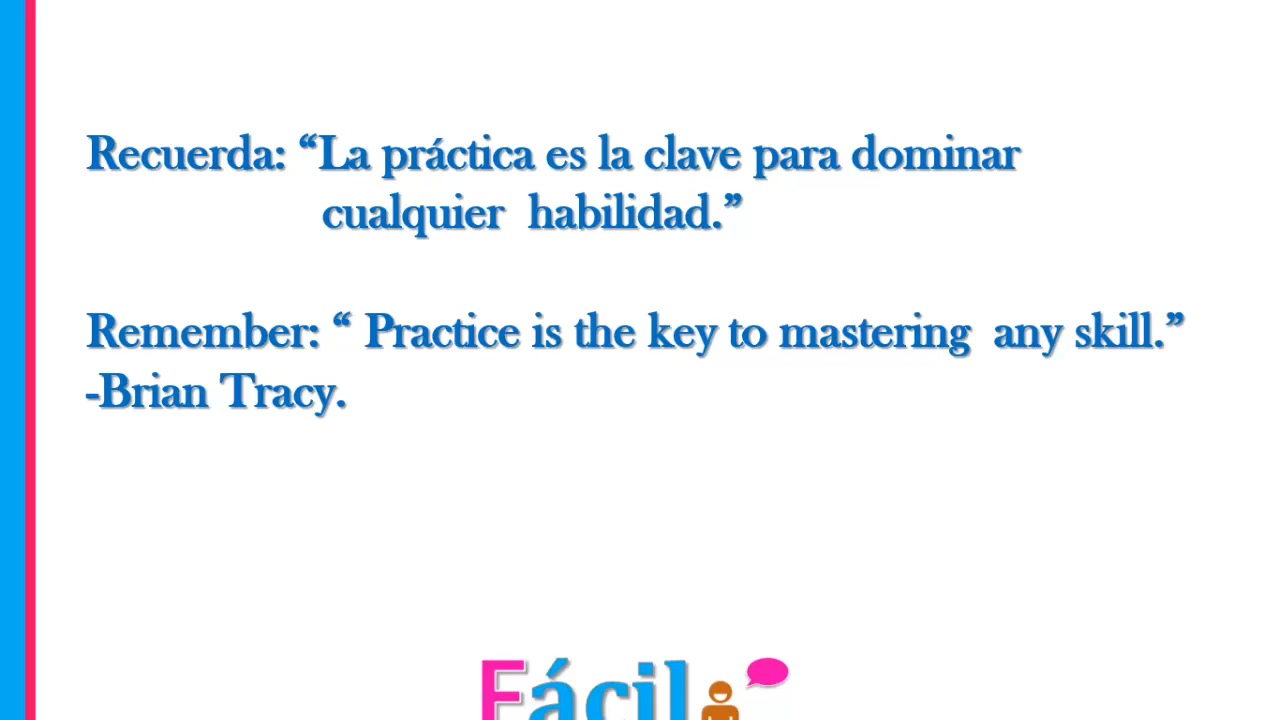 Recuerda: “La práctica es la clave para dominar
cualquier habilidad.”
Remember: “ Practice is the key to mastering any skill.”
-Brian Tracy.
Fácil